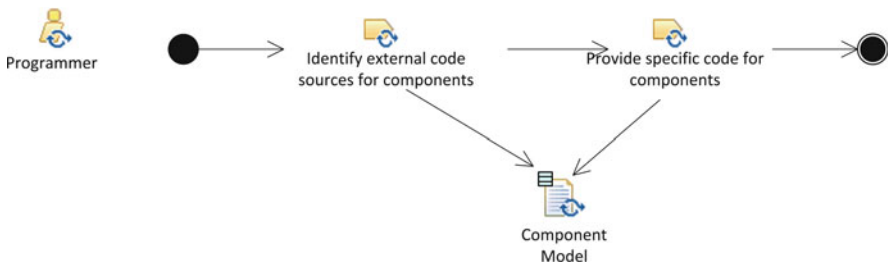 Programmer
Identify external code
sources for components
Provide specific code for
components
Component
Model